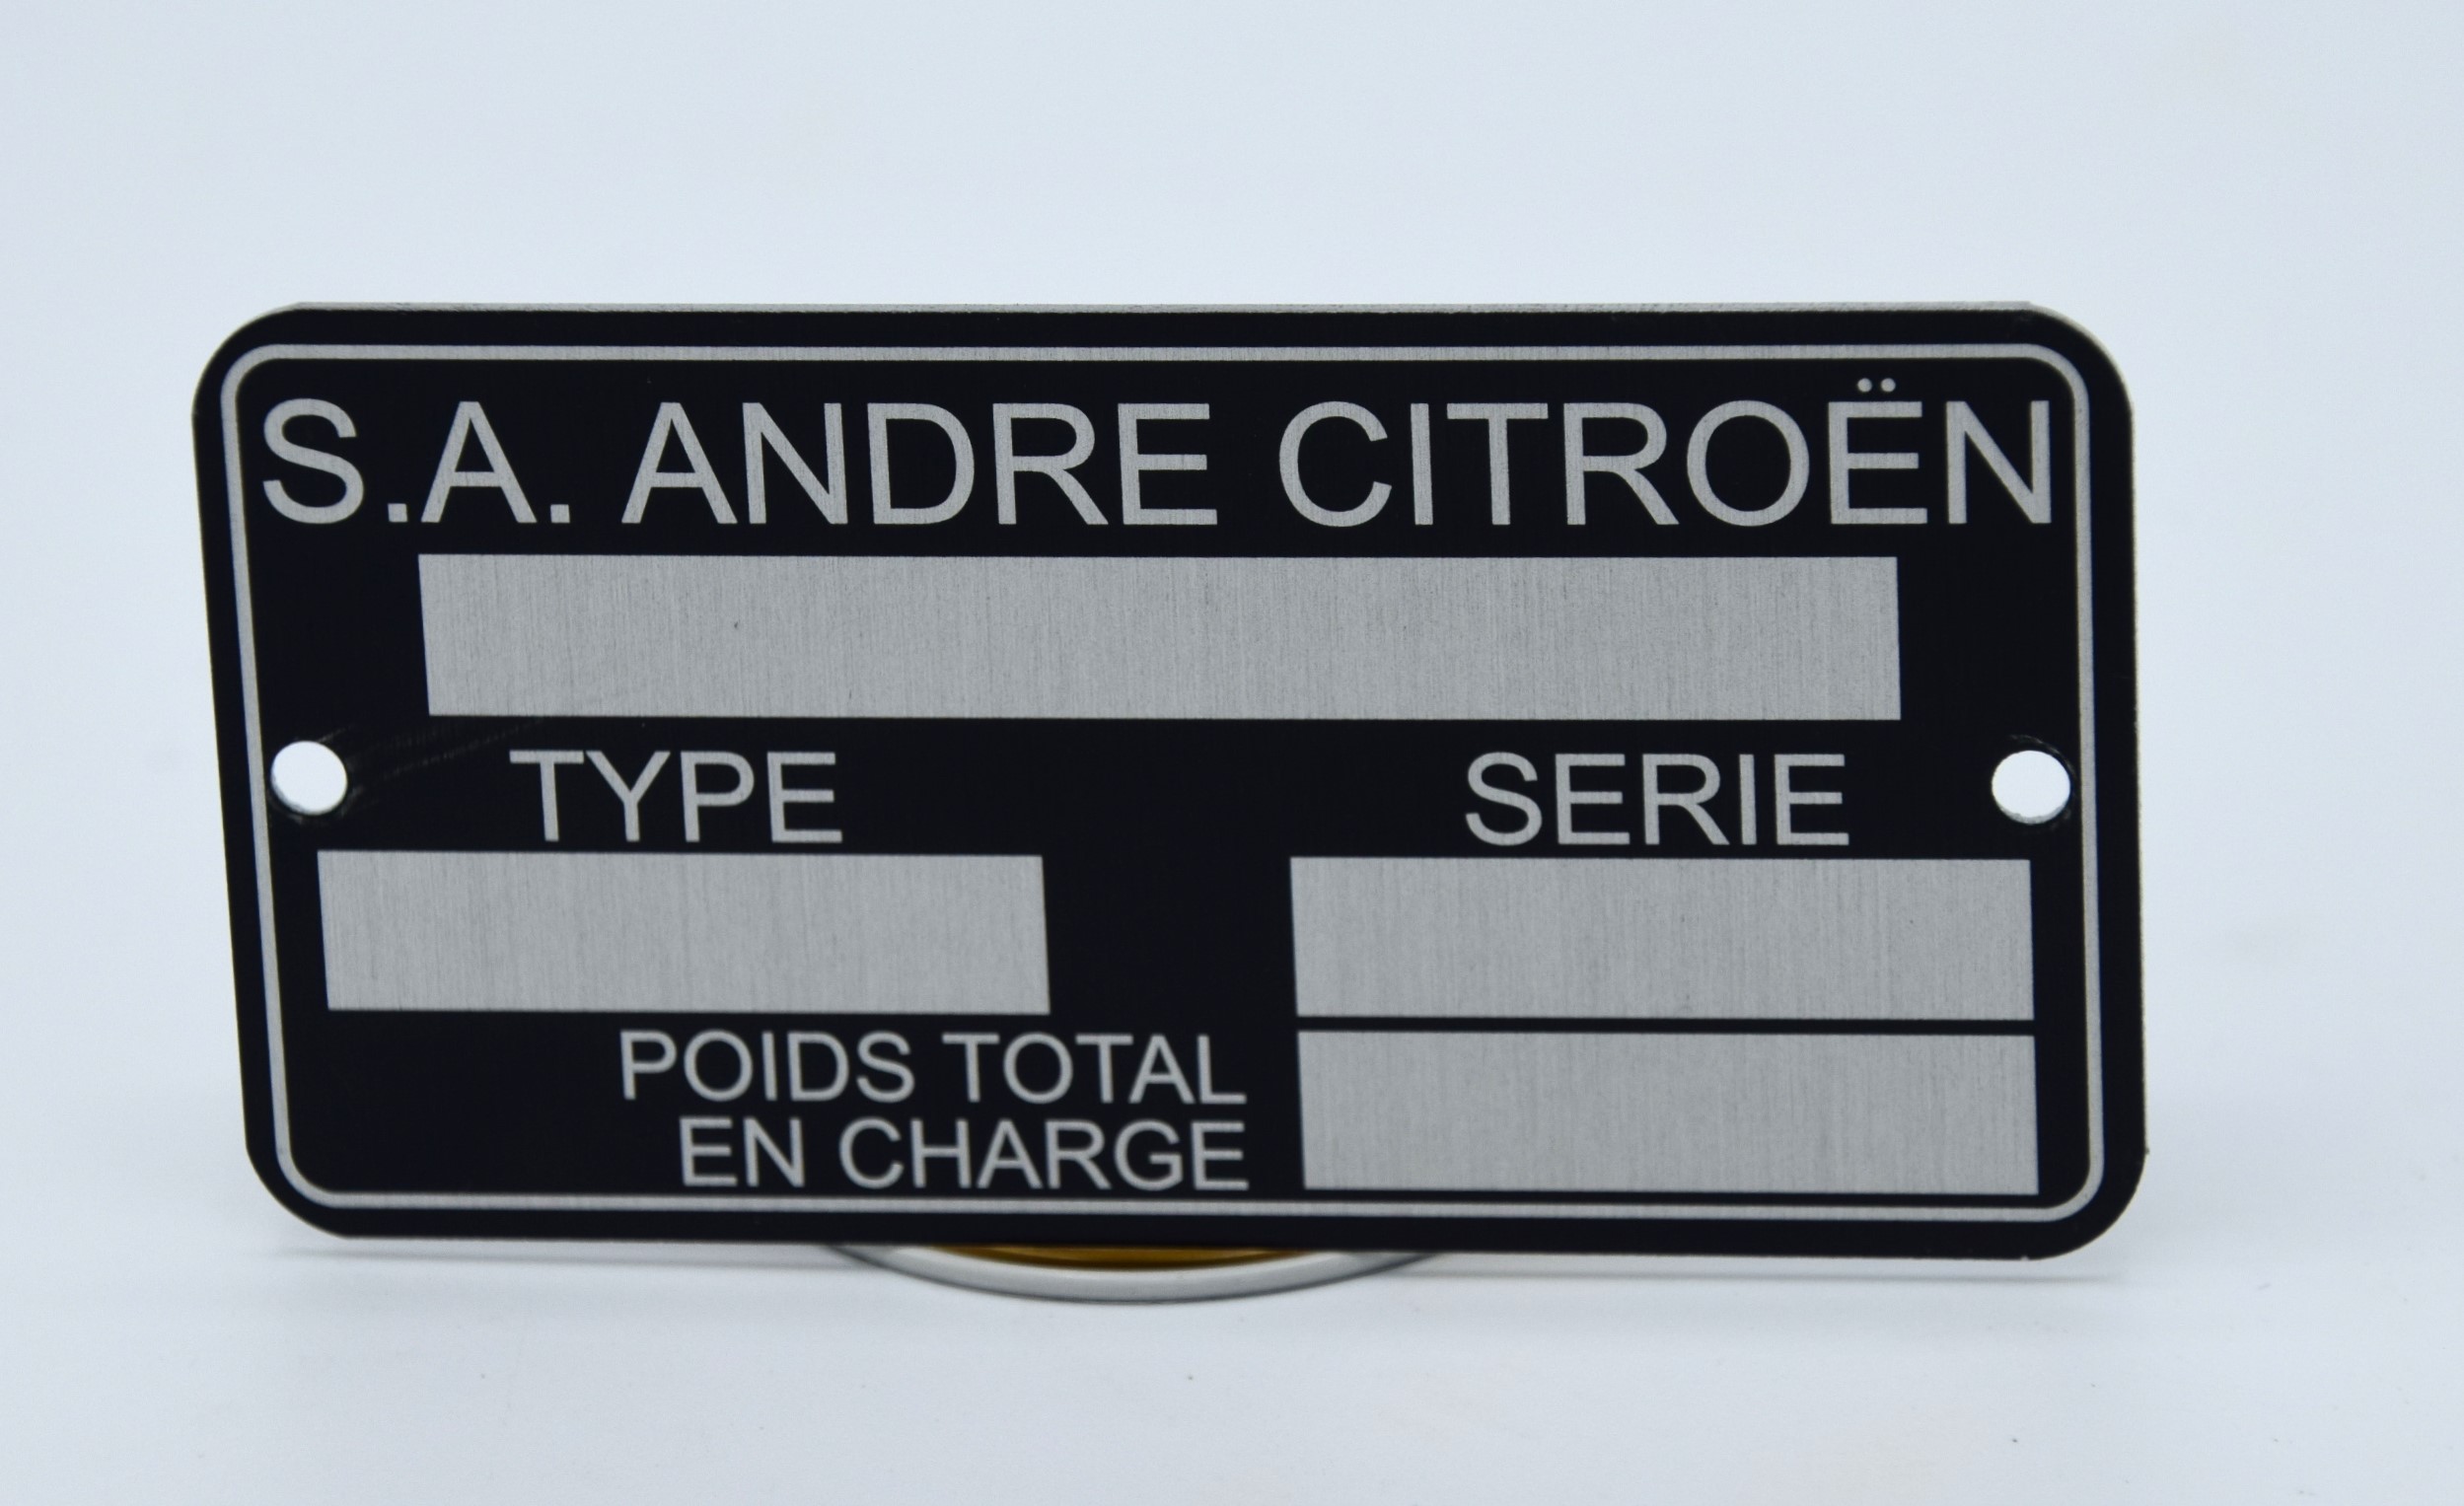 S.A. ANDRE CITROËN
TYPE
SERIE
POIDS TOTAL
EN CHARGE